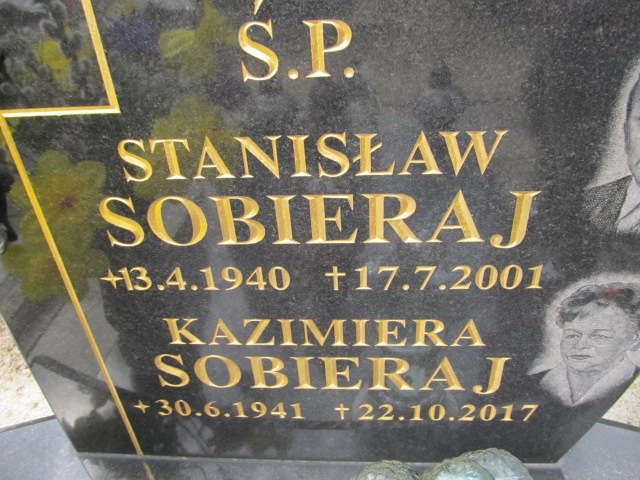 Ś.P.
STANISŁAW
SOBIERAJ
+13.4.1940 †17.7.2001
KAZIMIERA
SOBIERAJ
+30.6.1941 †22.10.2017